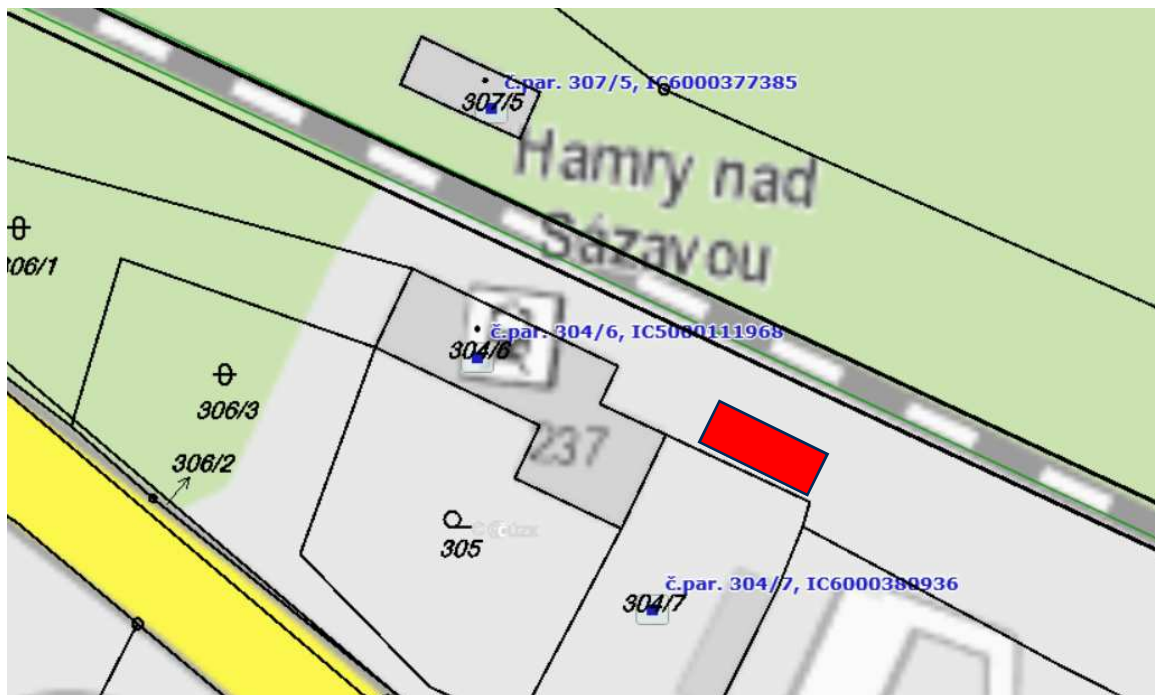 č.par. 307/5, IC6000377385
307/5
Hamry nad
Sázavou
306/1
č.par. 304/6, IC5000111968
304/6
306/3
237
306/2
305
č.par. 304/7, IC6000380936
304/7